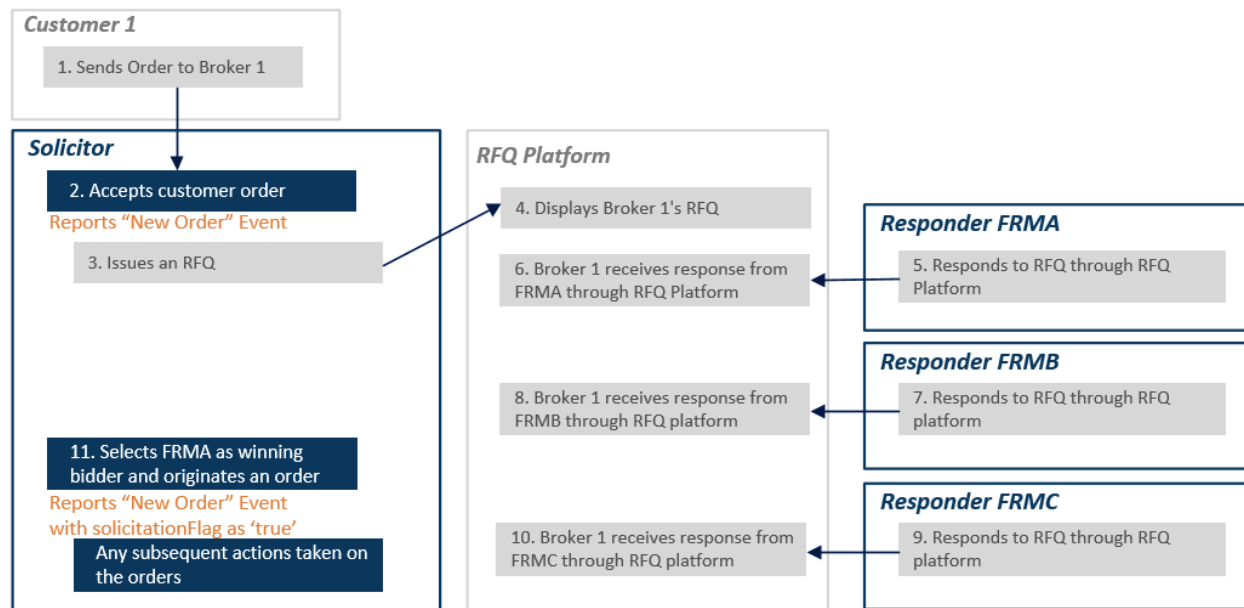 Customer 1
1. Sends Order to Broker 1
Solicitor
2. Accepts customer order
Reports “New Order” Event
3. Issues an RFQ
11. Selects FRMA as winning
bidder and originates an order
Reports “New Order” Event
with solicitationFlag as ‘true’
Any subsequent actions taken on
the orders
RFQ Platform
4. Displays Broker 1's RFQ
6. Broker 1 receives response from
FRMA through RFQ Platform
8. Broker 1 receives response from
FRMB through RFQ platform
10. Broker 1 receives response from
FRMC through RFQ platform
Responder FRMA
5. Responds to RFQ through RFQ
Platform
Responder FRMB
7. Responds to RFQ through RFQ
platform
Responder FRMC
9. Responds to RFQ through RFQ
platform